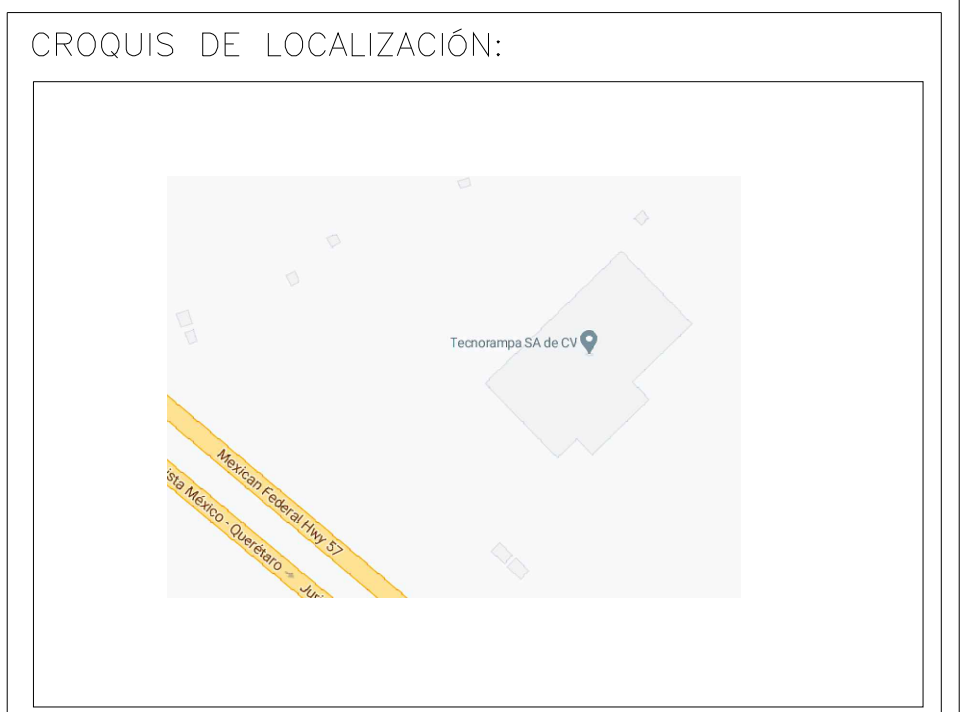 CROQUIS DE LOCALIZACIÓN:
Tecnorampa SA de CV
Mexican Federal Hwy 57
ista México - Querétaro